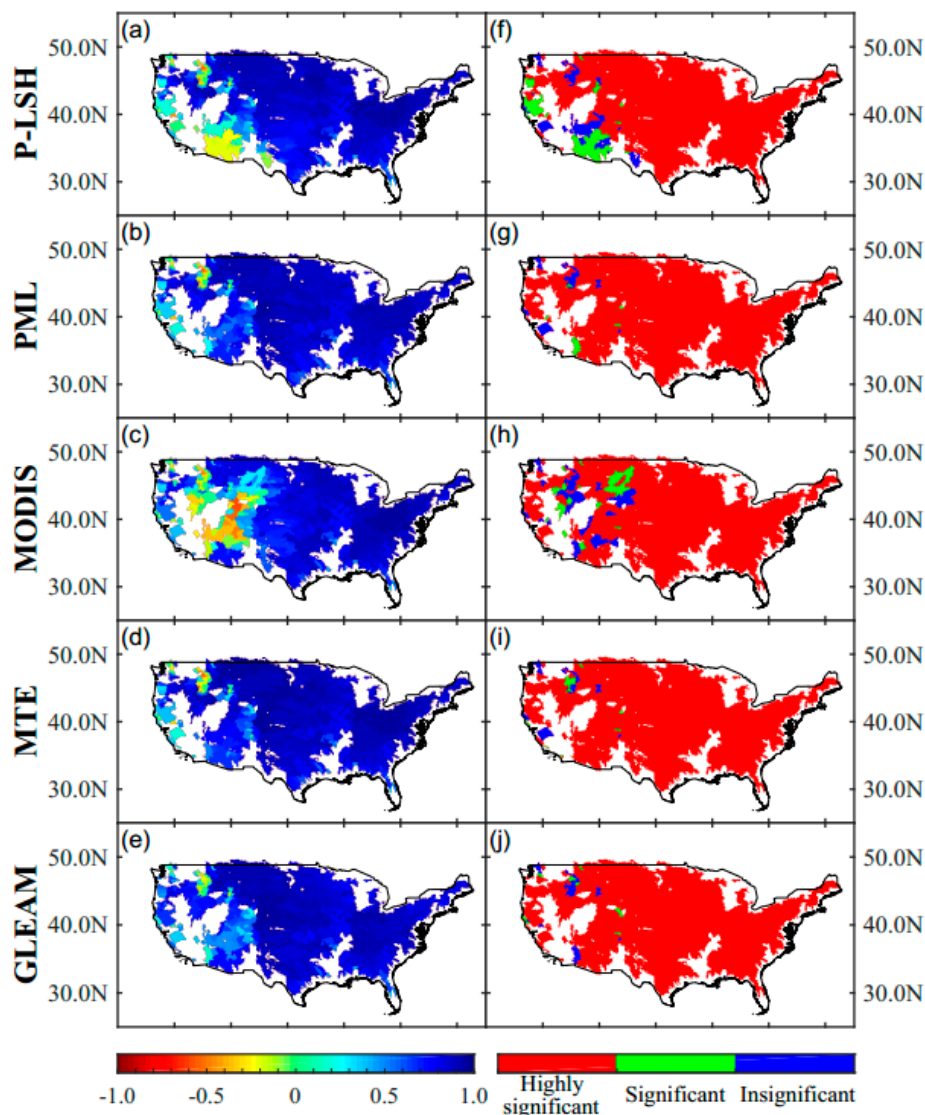 (a) (f)
50.0N 50.0N
P-LSH
40.0N 40.0N
30.0N 30.0N
(b) (g)
50.0N 50.0N
PML
40.0N 40.0N
30.0N 30.0N
(c) (h)
50.0N 50.0N
MODIS
40.0N 40.0N
30.0N 30.0N
(d) (i)
50.0N 50.0N
MTE
40.0N 40.0N
30.0N 30.0N
(e) (j)
50.0N 50.0N
GLEAM
40.0N 40.0N
30.0N 30.0N
-1.0 -0.5 0 0.5 1.0
Highly Significant Insignificant
significant